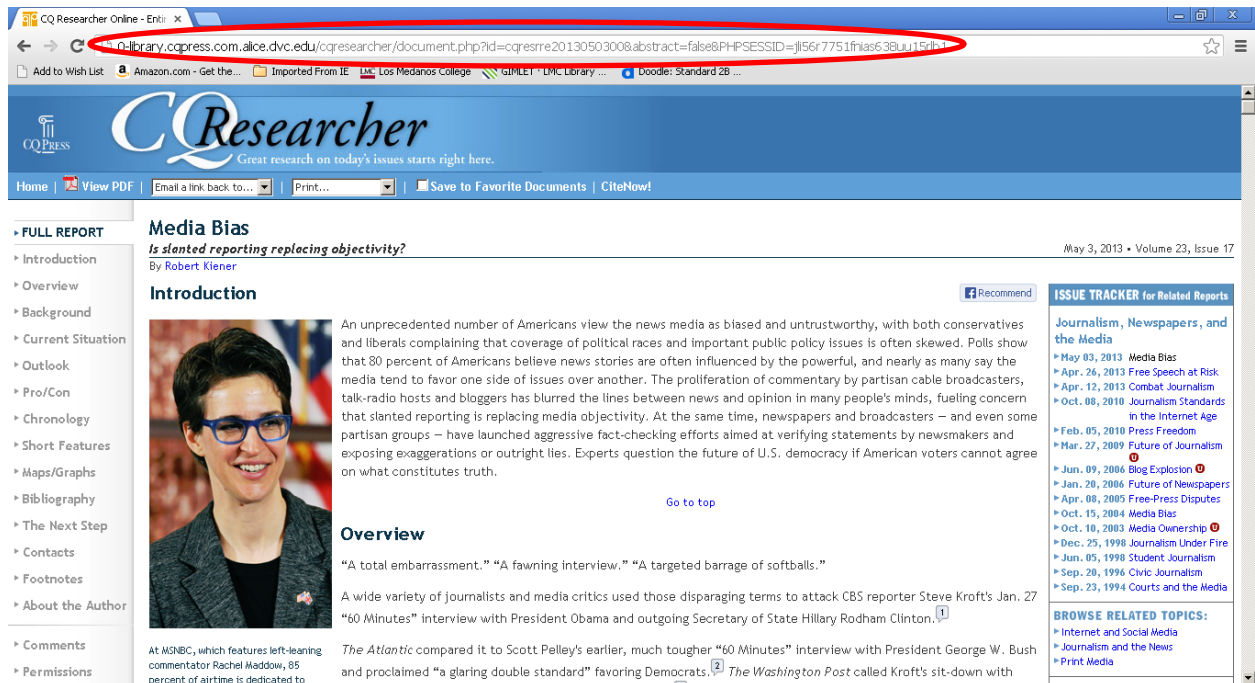 CQ Researcher Online - Entir
0-library.cqpress.com.alice.dvc.edu/cqresearcher/document.php?id=cqresrre2013050300&abstract=false&PHPSESSID=jli56r7751fhias638uu15rlb1
Add to Wish List
Amazon.com - Get the...
Imported From IE
LMC Los Medanos College
GIMLET · LMC Library ...
Doodle: Standard 2B ...
CQ PRESS
CQ Researcher
Great research on today's issues starts right here.
Home | View PDF | Email a link back to... | Print... | Save to Favorite Documents | CiteNow!
FULL REPORT
Introduction
Overview
Background
Current Situation
Outlook
Pro/Con
Chronology
Short Features
Maps/Graphs
Bibliography
The Next Step
Contacts
Footnotes
About the Author
Comments
Permissions
Media Bias
Is slanted reporting replacing objectivity?
May 3, 2013 • Volume 23, Issue 17
By Robert Kiener
Introduction
Recommend
An unprecedented number of Americans view the news media as biased and untrustworthy, with both conservatives
and liberals complaining that coverage of political races and important public policy issues is often skewed. Polls show
that 80 percent of Americans believe news stories are often influenced by the powerful, and nearly as many say the
media tend to favor one side of issues over another. The proliferation of commentary by partisan cable broadcasters,
talk-radio hosts and bloggers has blurred the lines between news and opinion in many people's minds, fueling concern
that slanted reporting is replacing media objectivity. At the same time, newspapers and broadcasters — and even some
partisan groups — have launched aggressive fact-checking efforts aimed at verifying statements by newsmakers and
exposing exaggerations or outright lies. Experts question the future of U.S. democracy if American voters cannot agree
on what constitutes truth.
Go to top
Overview
“A total embarrassment.” “A fawning interview.” “A targeted barrage of softballs.”
A wide variety of journalists and media critics used those disparaging terms to attack CBS reporter Steve Kroft's Jan. 27
“60 Minutes” interview with President Obama and outgoing Secretary of State Hillary Rodham Clinton. 1
The Atlantic compared it to Scott Pelley's earlier, much tougher “60 Minutes” interview with President George W. Bush
and proclaimed “a glaring double standard” favoring Democrats. 2 The Washington Post called Kroft's sit-down with
At MSNBC, which features left-leaning
commentator Rachel Maddow, 85
percent of airtime is dedicated to
ISSUE TRACKER for Related Reports
Journalism, Newspapers, and
the Media
May 03, 2013 Media Bias
Apr. 26, 2013 Free Speech at Risk
Apr. 12, 2013 Combat Journalism
Oct. 08, 2010 Journalism Standards
in the Internet Age
Feb. 05, 2010 Press Freedom
Mar. 27, 2009 Future of Journalism
U
Jun. 09, 2006 Blog Explosion U
Jan. 20, 2006 Future of Newspapers
Apr. 08, 2005 Free-Press Disputes
Oct. 15, 2004 Media Bias
Oct. 10, 2003 Media Ownership U
Dec. 25, 1998 Journalism Under Fire
Jun. 05, 1998 Student Journalism
Sep. 20, 1996 Civic Journalism
Sep. 23, 1994 Courts and the Media
BROWSE RELATED TOPICS:
Internet and Social Media
Journalism and the News
Print Media